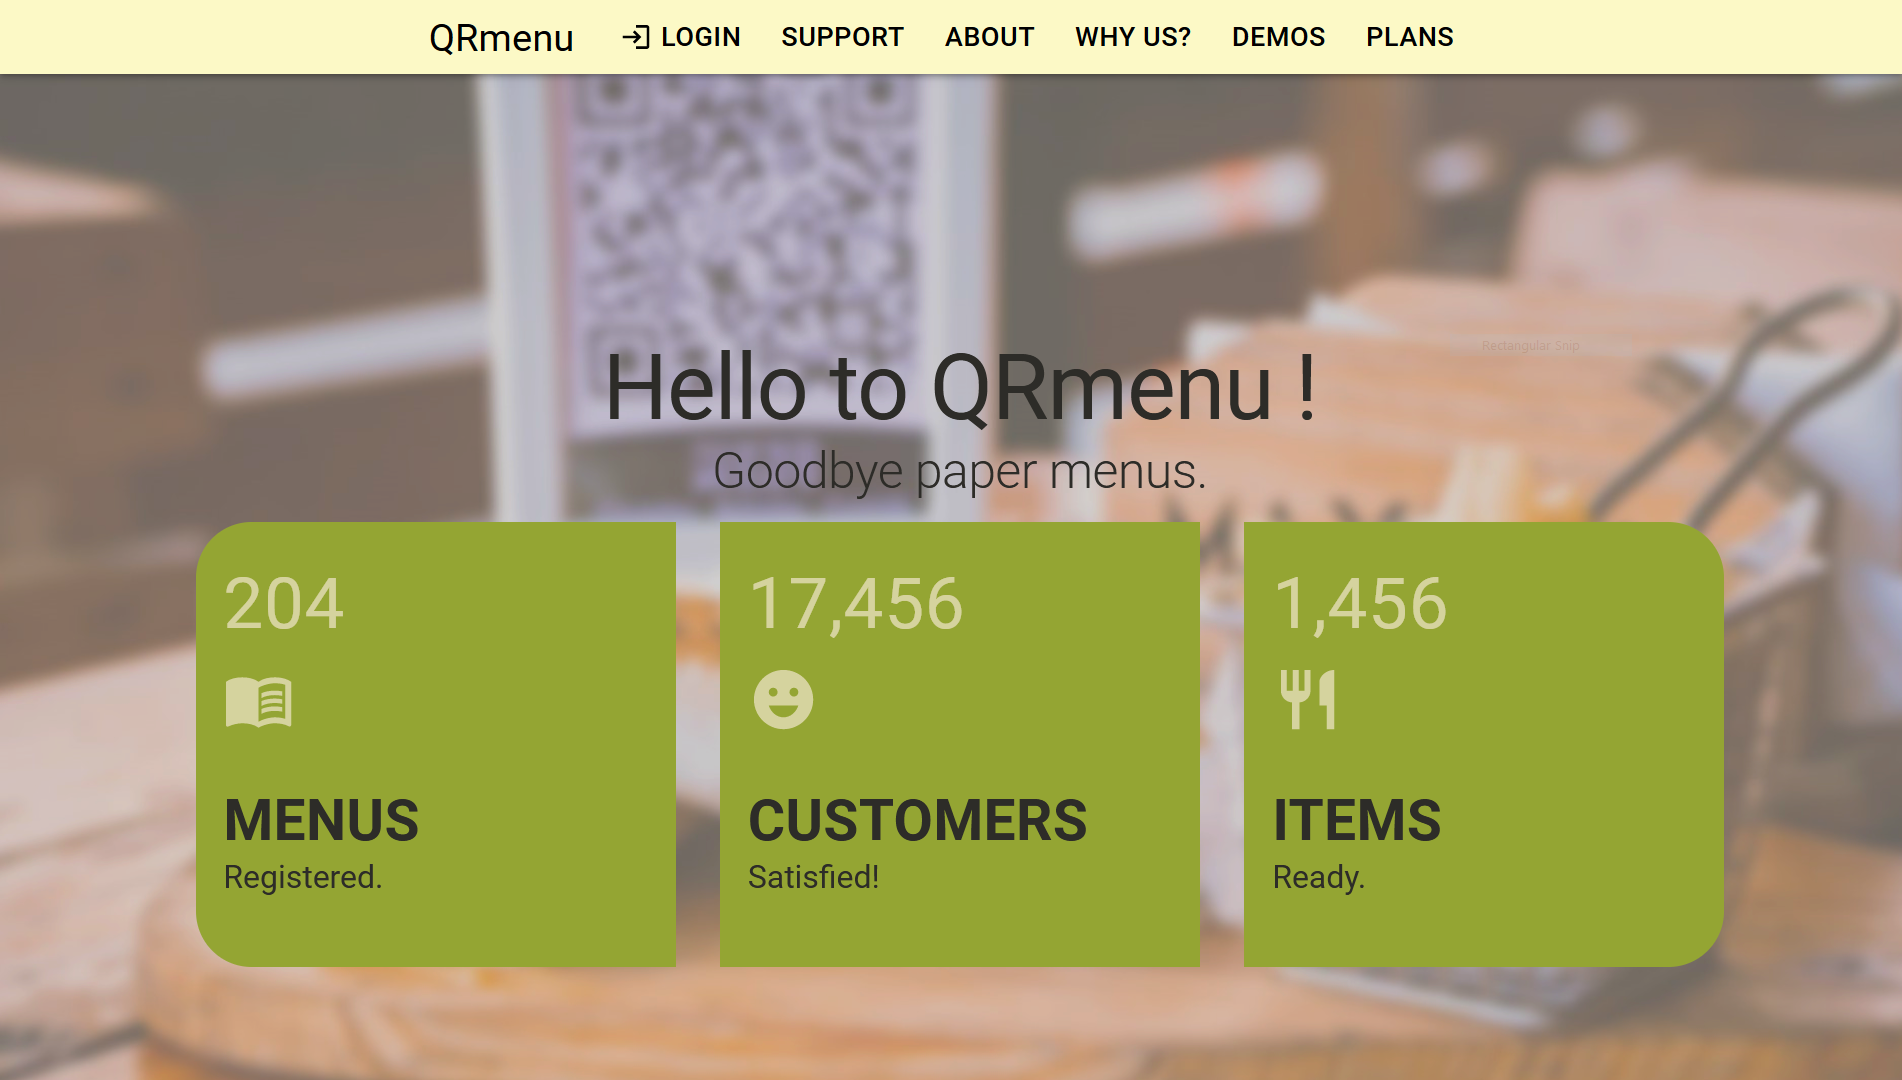 QRmenu LOGIN SUPPORT ABOUT WHY US? DEMOS PLANS
Rectangular Snip
Hello to QRmenu !
Goodbye paper menus.
204
MENUS
Registered.
17,456
CUSTOMERS
Satisfied!
1,456
ITEMS
Ready.